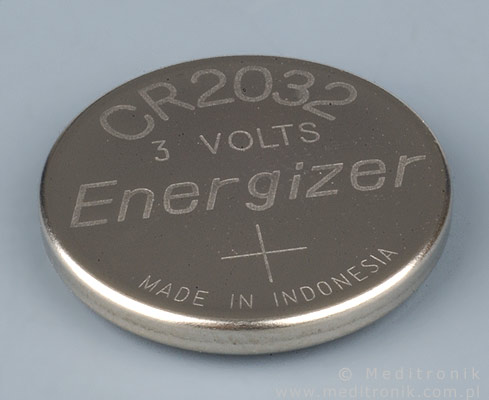 CR2032
3 VOLTS
Energizer
+
MADE IN INDONESIA
© Meditronik
www.meditronik.com.pl